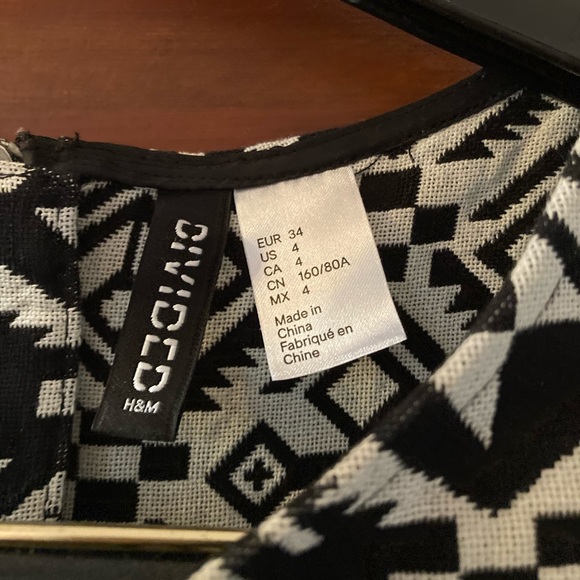 DIVIDED
H&M
EUR 34
US 4
CA 4
CN 160/80A
MX 4
Made in
China
Fabriqué en
Chine